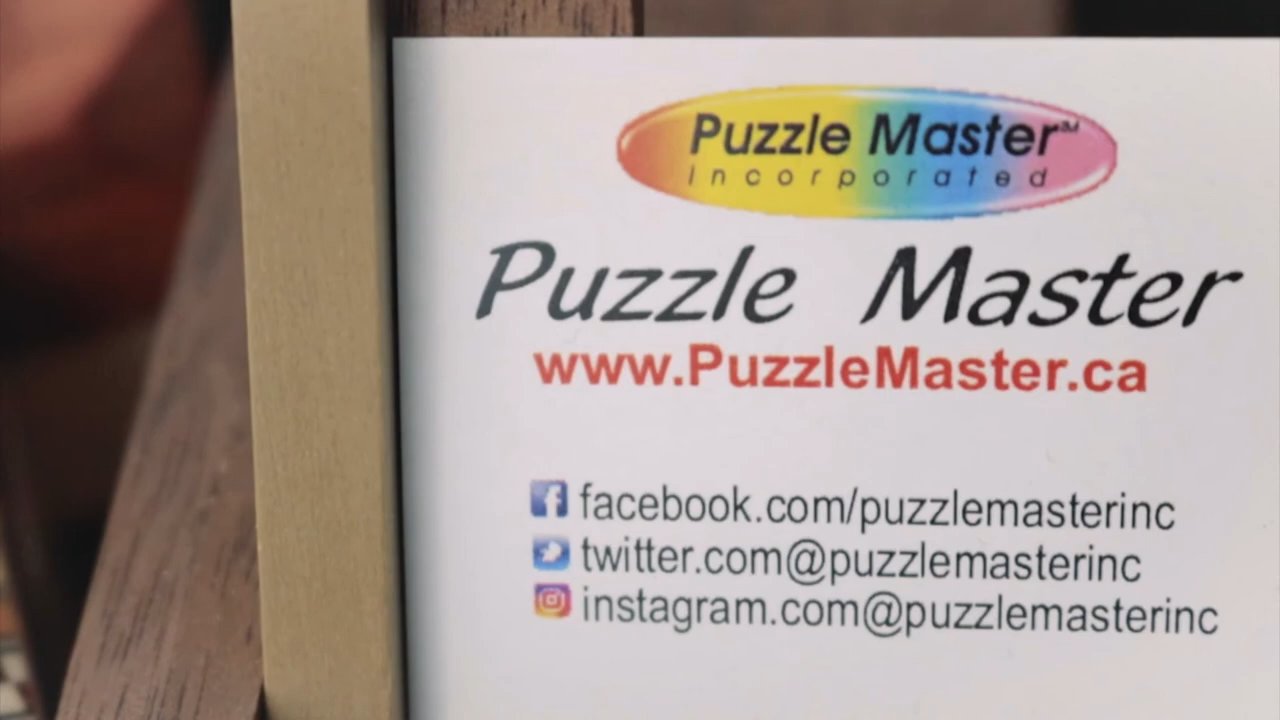 Puzzle Master™
Incorporated
Puzzle Master
www.PuzzleMaster.ca
facebook.com/puzzlemasterinc
twitter.com@puzzlemasterinc
instagram.com@puzzlemasterinc